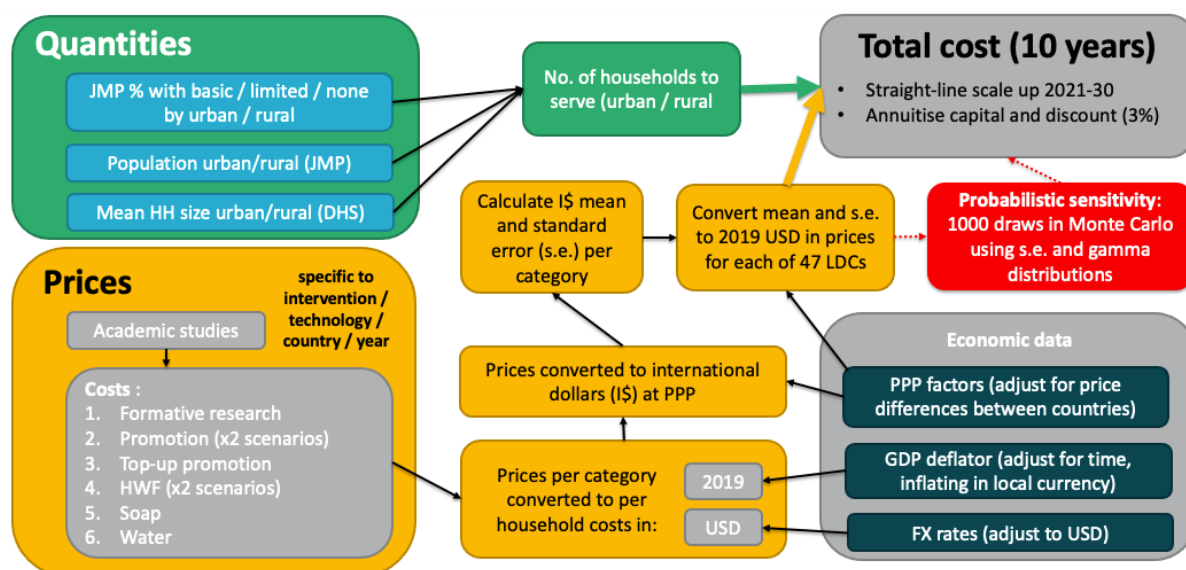 Quantities
JMP % with basic / limited / none
by urban / rural
Population urban/rural (JMP)
Mean HH size urban/rural (DHS)
No. of households to
serve (urban / rural
Total cost (10 years)
• Straight-line scale up 2021-30
• Annuitise capital and discount (3%)
Calculate I$ mean
and standard
error (s.e.) per
category
Convert mean and s.e.
to 2019 USD in prices
for each of 47 LDCs
Probabilistic sensitivity:
1000 draws in Monte Carlo
using s.e. and gamma
distributions
Prices
specific to
intervention /
technology /
country / year
Academic studies
Costs :
1. Formative research
2. Promotion (x2 scenarios)
3. Top-up promotion
4. HWF (x2 scenarios)
5. Soap
6. Water
Prices converted to international
dollars (I$) at PPP
Prices per category
converted to per
household costs in:
2019
USD
Economic data
PPP factors (adjust for price
differences between countries)
GDP deflator (adjust for time,
inflating in local currency)
FX rates (adjust to USD)